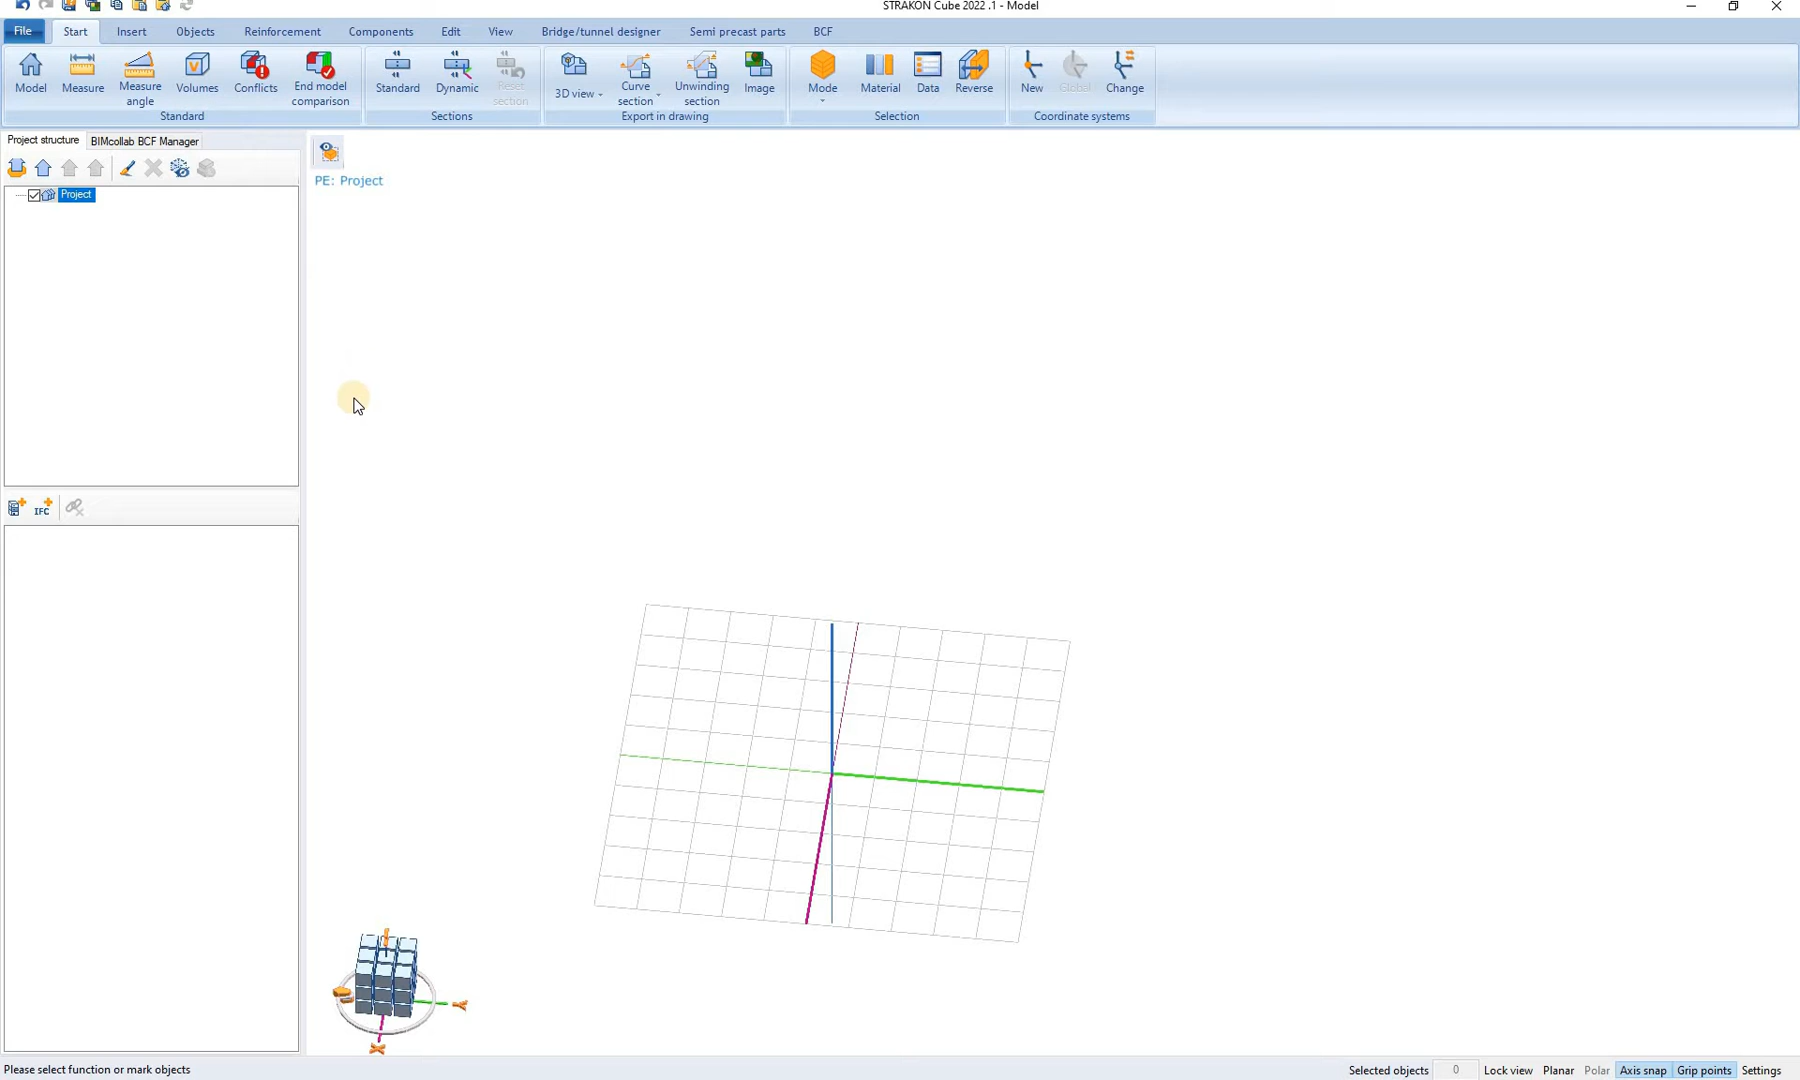 STRAKON Cube 2022 .1 - Model
File Start Insert Objects Reinforcement Components Edit View Bridge/tunnel designer Semi precast parts BCF
Model Measure Measure angle Volumes Conflicts End model comparison Standard Dynamic Reset section 3D view Curve section Unwinding section Image Mode Material Data Reverse New Global Change
Standard Sections Export in drawing Selection Coordinate systems
Project structure BIMcollab BCF Manager
PE: Project
Project
IFC
Y
X
Please select function or mark objects Selected objects 0 Lock view Planar Polar Axis snap Grip points Settings